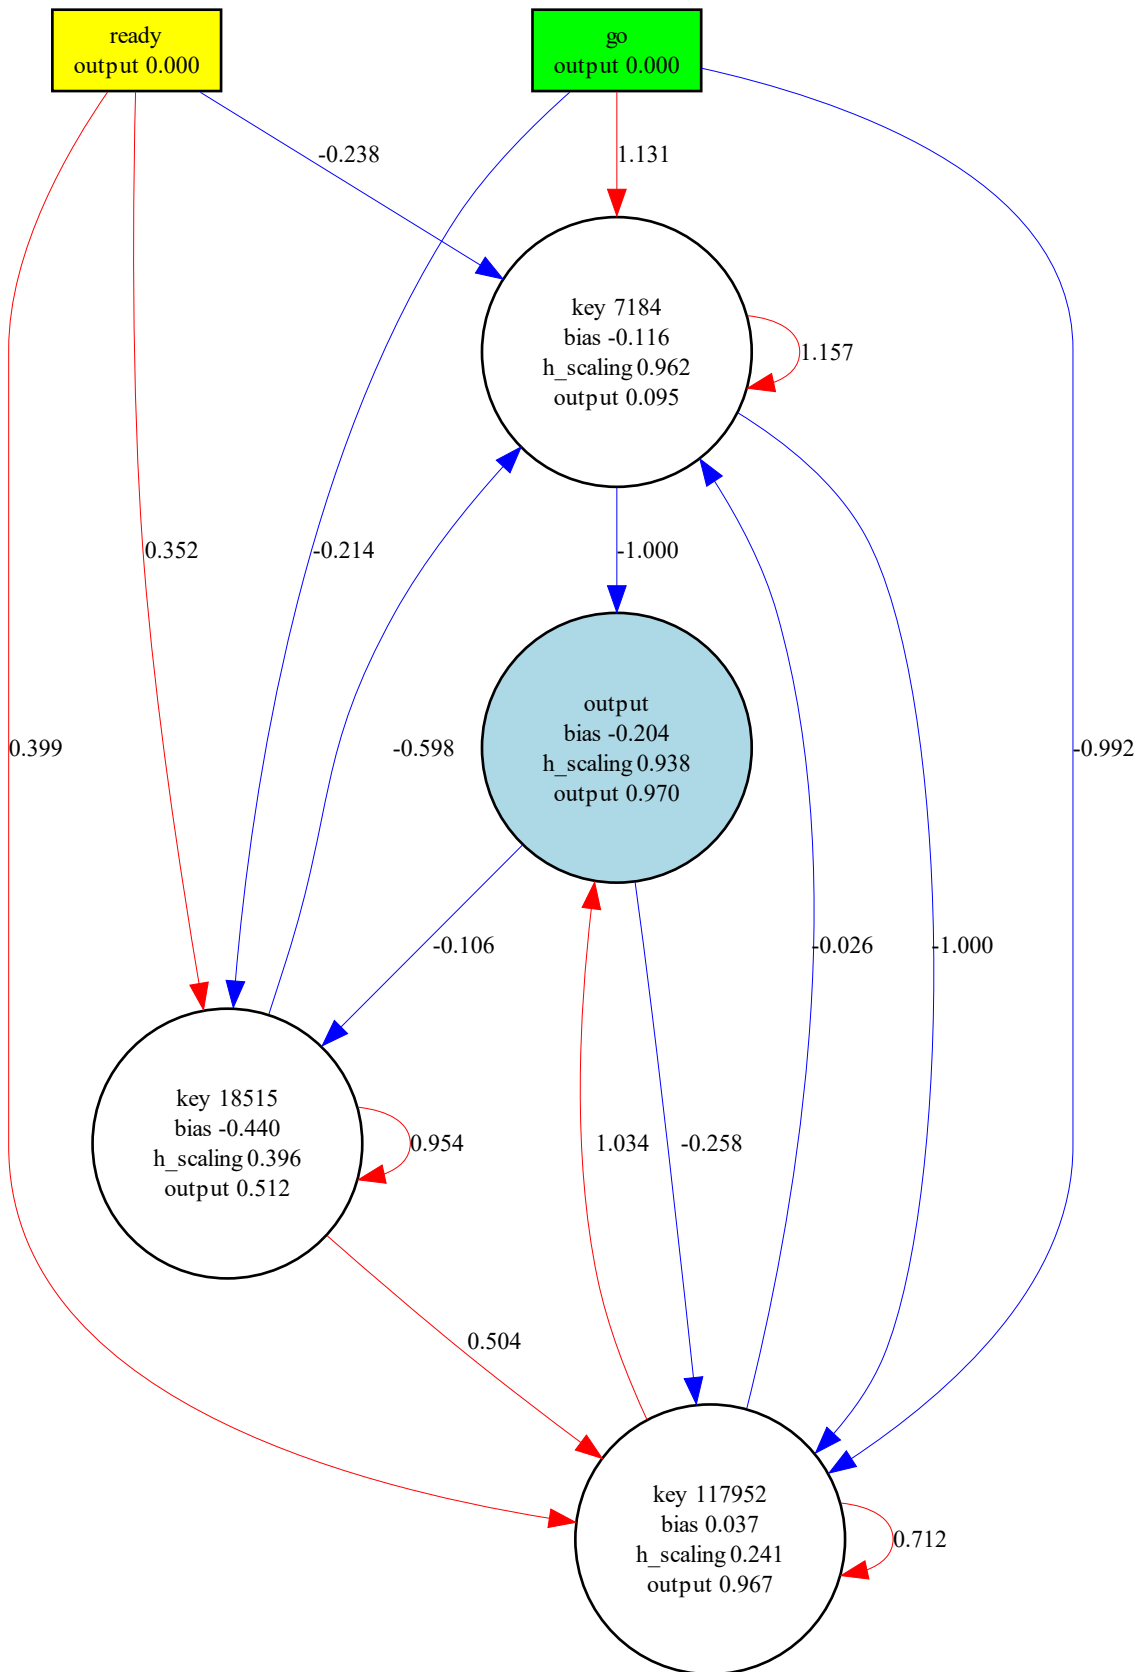 ready
output 0.000
go
output 0.000
-0.238
1.131
key 7184
bias -0.116
h_scaling 0.962
output 0.095
1.157
0.352
-0.214
-1.000
output
bias -0.204
h_scaling 0.938
output 0.970
0.399
-0.598
-0.992
-0.106
-0.026
-1.000
key 18515
bias -0.440
h_scaling 0.396
output 0.512
0.954
1.034
-0.258
0.504
key 117952
bias 0.037
h_scaling 0.241
output 0.967
0.712